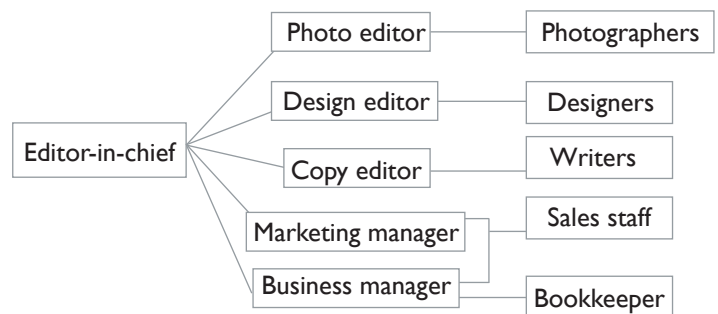 Photo editor
Photographers
Design editor
Designers
Editor-in-chief
Copy editor
Writers
Marketing manager
Sales staff
Business manager
Bookkeeper